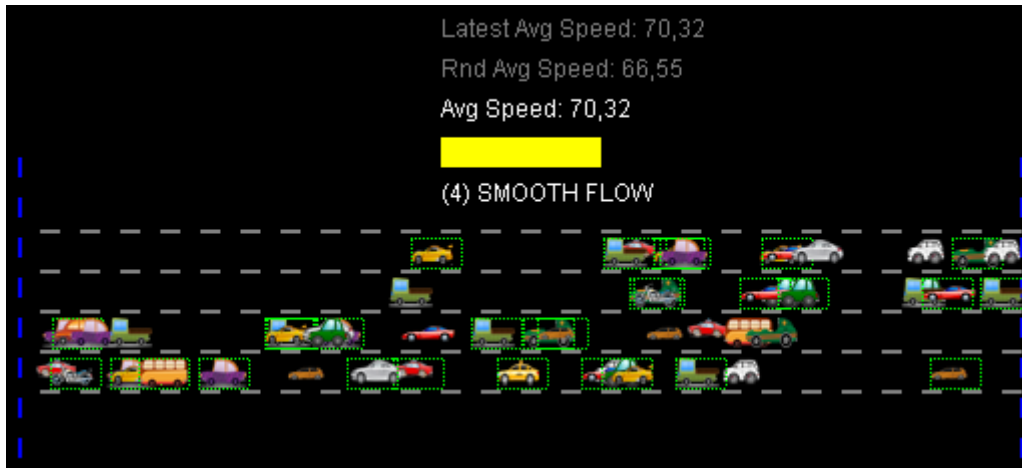 Latest Avg Speed: 70,32
Rnd Avg Speed: 66,55
Avg Speed: 70,32
(4) SMOOTH FLOW